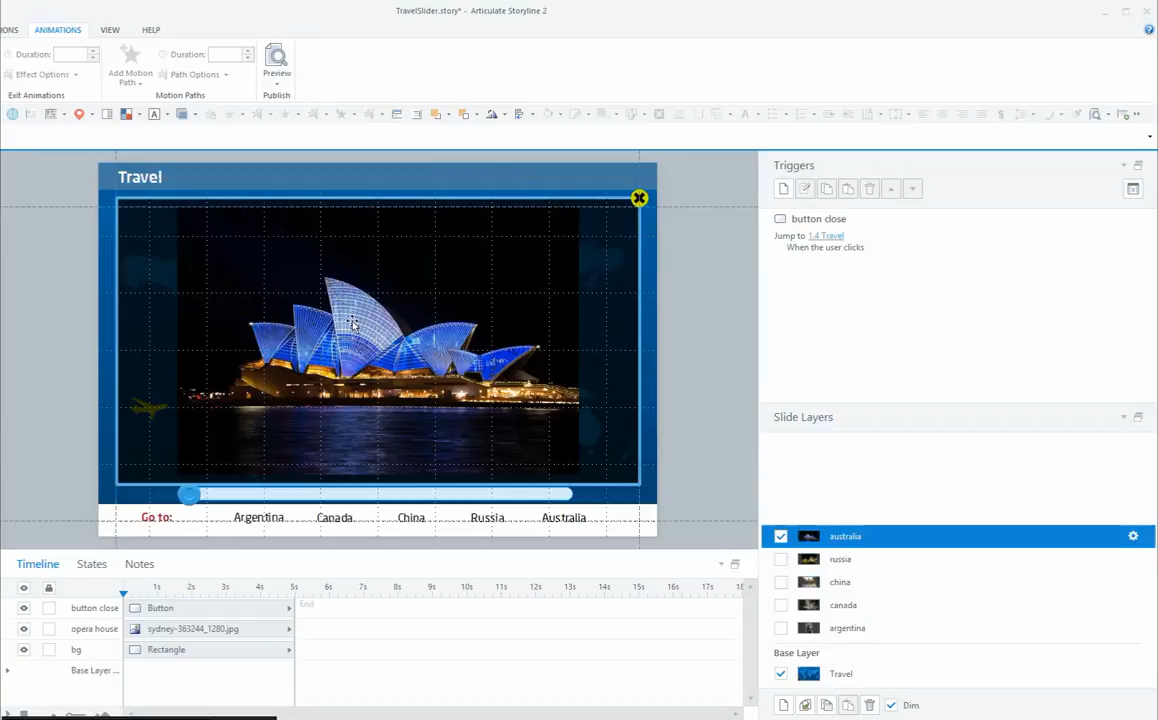 TravelSlider.story* - Articulate Storyline 2
ONS ANIMATIONS VIEW HELP
Duration: Duration:
Effect Options Add Motion Path Path Options Preview
Exit Animations Motion Paths Publish
Travel
Go to: Argentina Canada China Russia Australia
Triggers
button close
Jump to 1.4 Travel
When the user clicks
Slide Layers
australia
russia
china
canada
argentina
Base Layer
Travel
Dim
Timeline States Notes
1s 2s 3s 4s 5s 6s 7s 8s 9s 10s 11s 12s 13s 14s 15s 16s 17s 18
button close Button End
opera house sydney-363244_1280.jpg
bg Rectangle
Base Layer ...